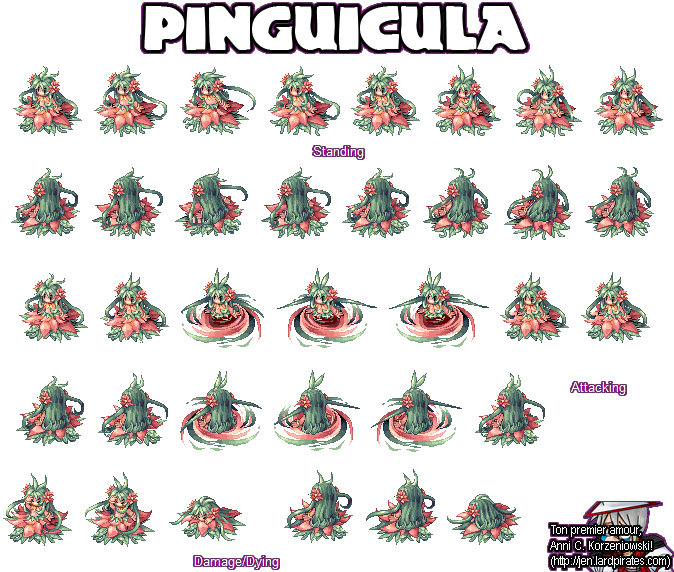 PINGUICULA
Standing
Attacking
Damage/Dying
Ton premier amour,
Anni C. Korzeniowski!
(http://jen.lardpirates.com)